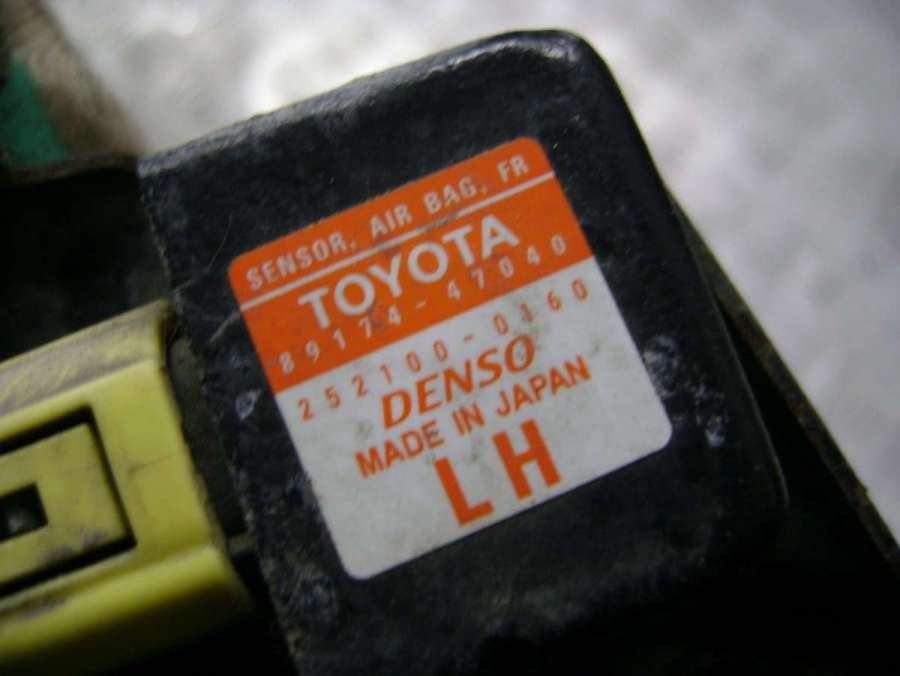 SENSOR, AIR BAG, FR
TOYOTA
89174-47040
252100-0160
DENSO
MADE IN JAPAN
LH